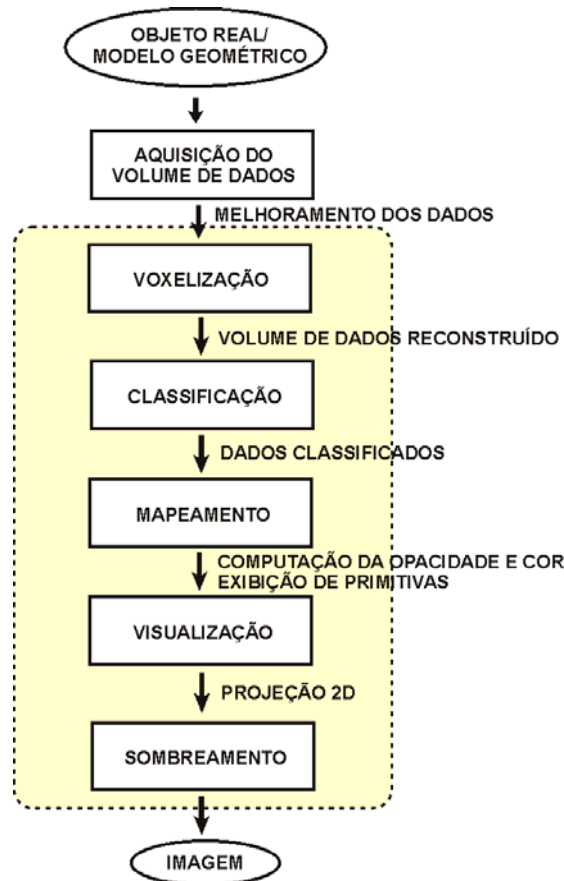 OBJETO REAL/
MODELO GEOMÉTRICO
AQUISIÇÃO DO
VOLUME DE DADOS
MELHORAMENTO DOS DADOS
VOXELIZAÇÃO
VOLUME DE DADOS RECONSTRUÍDO
CLASSIFICAÇÃO
DADOS CLASSIFICADOS
MAPEAMENTO
COMPUTAÇÃO DA OPACIDADE E COR
EXIBIÇÃO DE PRIMITIVAS
VISUALIZAÇÃO
PROJEÇÃO 2D
SOMBREAMENTO
IMAGEM